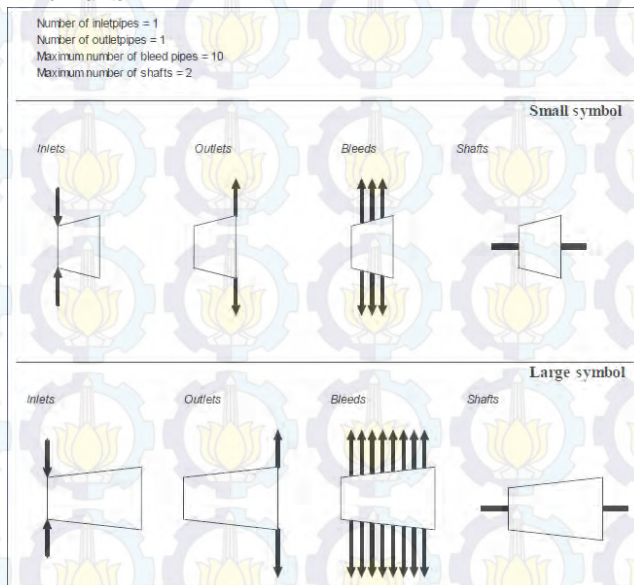 Number of inletpipes = 1
Number of outletpipes = 1
Maximum number of bleed pipes = 10
Maximum number of shafts = 2
Small symbol
Inlets Outlets Bleeds Shafts
Large symbol
Inlets Outlets Bleeds Shafts